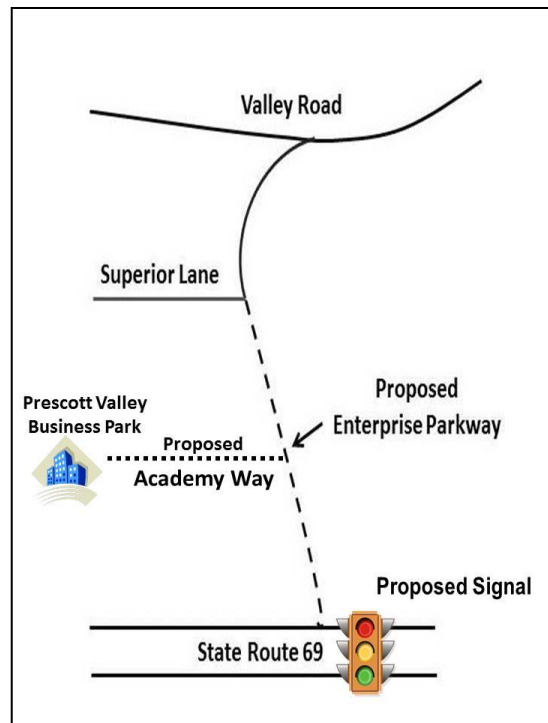 Valley Road
Superior Lane
Proposed
Enterprise Parkway
Prescott Valley
Business Park
Proposed
Academy Way
Proposed Signal
State Route 69